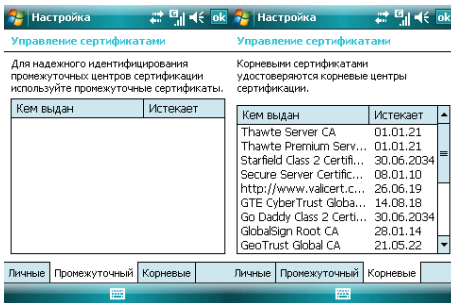 Настройка
ok
Управление сертификатами
Для надежного идентифицирования
промежуточных центров сертификации
используйте промежуточные сертификаты.
Кем выдан Истекает
Личные Промежуточный Корневые
Настройка
ok
Управление сертификатами
Корневыми сертификатами
удостоверяются корневые центры
сертификации.
Кем выдан Истекает
Thawte Server CA 01.01.21
Thawte Premium Serv... 01.01.21
Starfield Class 2 Certifi... 30.06.2034
Secure Server Certific... 08.01.10
http://www.valicert.c... 26.06.19
GTE CyberTrust Globa... 14.08.18
Go Daddy Class 2 Certi... 30.06.2034
GlobalSign Root CA 28.01.14
GeoTrust Global CA 21.05.22
Личные Промежуточный Корневые